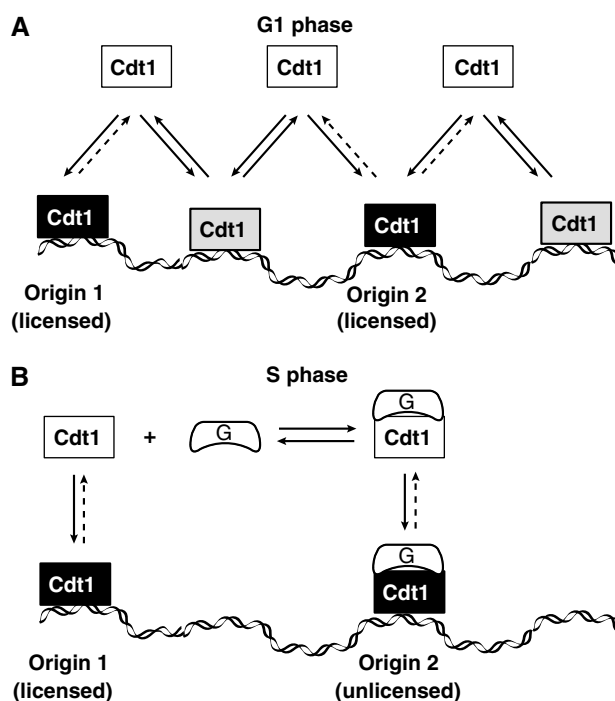 A
G1 phase
Cdt1 Cdt1 Cdt1
Cdt1 Cdt1 Cdt1 Cdt1
Origin 1 Origin 2
(licensed) (licensed)
B
S phase
G
Cdt1 + G Cdt1
G
Cdt1 Cdt1
Origin 1 Origin 2
(licensed) (unlicensed)